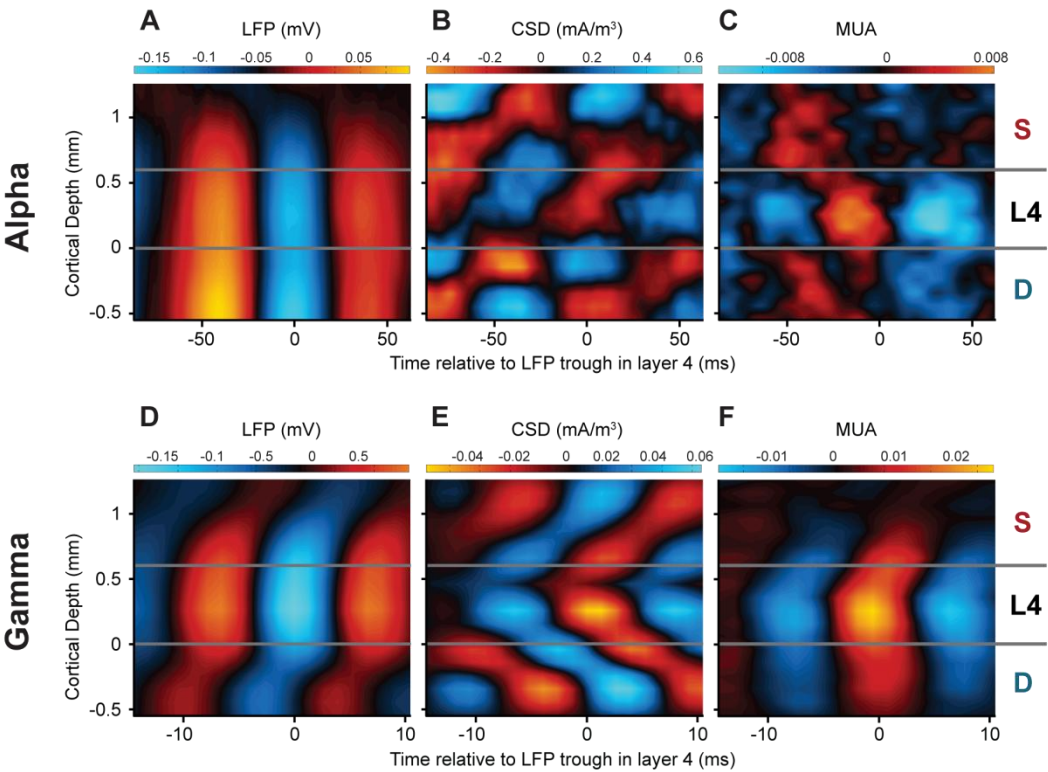 A
LFP (mV)
-0.15 -0.1 -0.05 0 0.05
B
CSD (mA/m³)
-0.4 -0.2 0 0.2 0.4 0.6
C
MUA
-0.008 0 0.008
Alpha
Cortical Depth (mm)
1
0.5
0
-0.5
S
L4
D
-50 0 50
-50 0 50
-50 0 50
Time relative to LFP trough in layer 4 (ms)
D
LFP (mV)
-0.15 -0.1 -0.5 0 0.5
E
CSD (mA/m³)
-0.04 -0.02 0 0.02 0.04 0.06
F
MUA
-0.01 0 0.01 0.02
Gamma
Cortical Depth (mm)
1
0.5
0
-0.5
S
L4
D
-10 0 10
-10 0 10
-10 0 10
Time relative to LFP trough in layer 4 (ms)